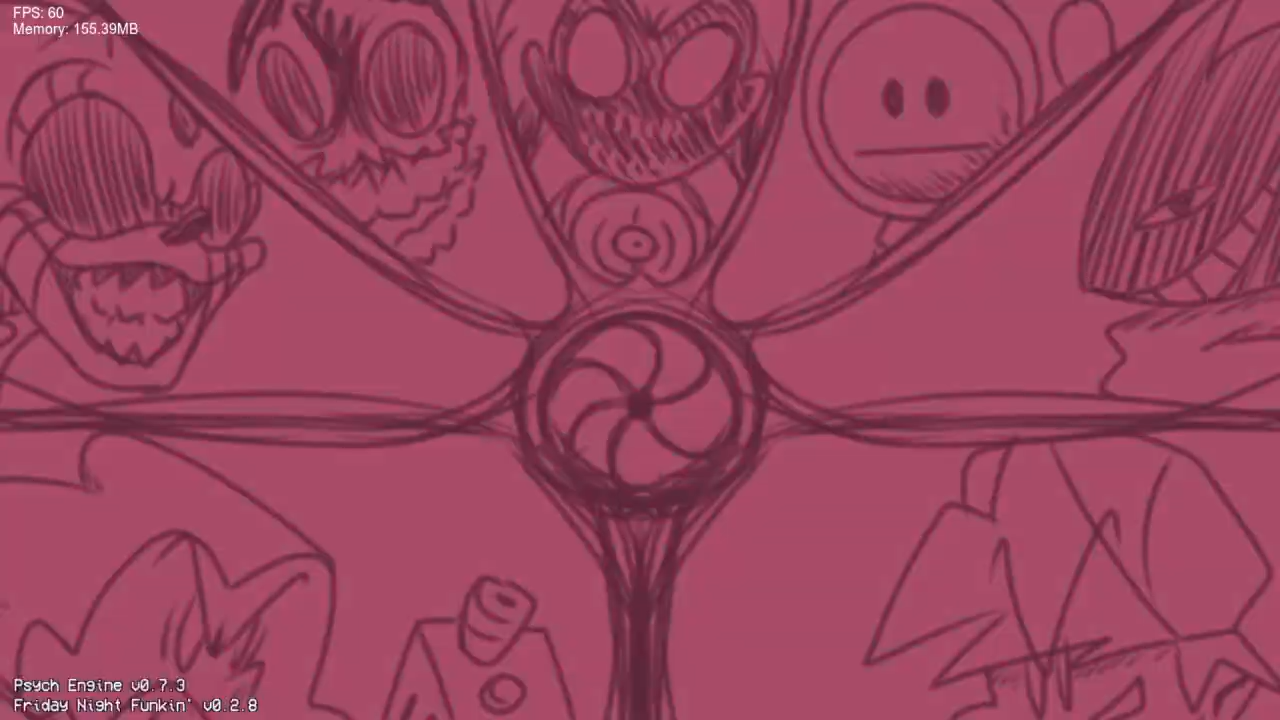 FPS: 60
Memory: 155.39MB
Psych Engine v0.7.3
Friday Night Funkin' v0.2.8